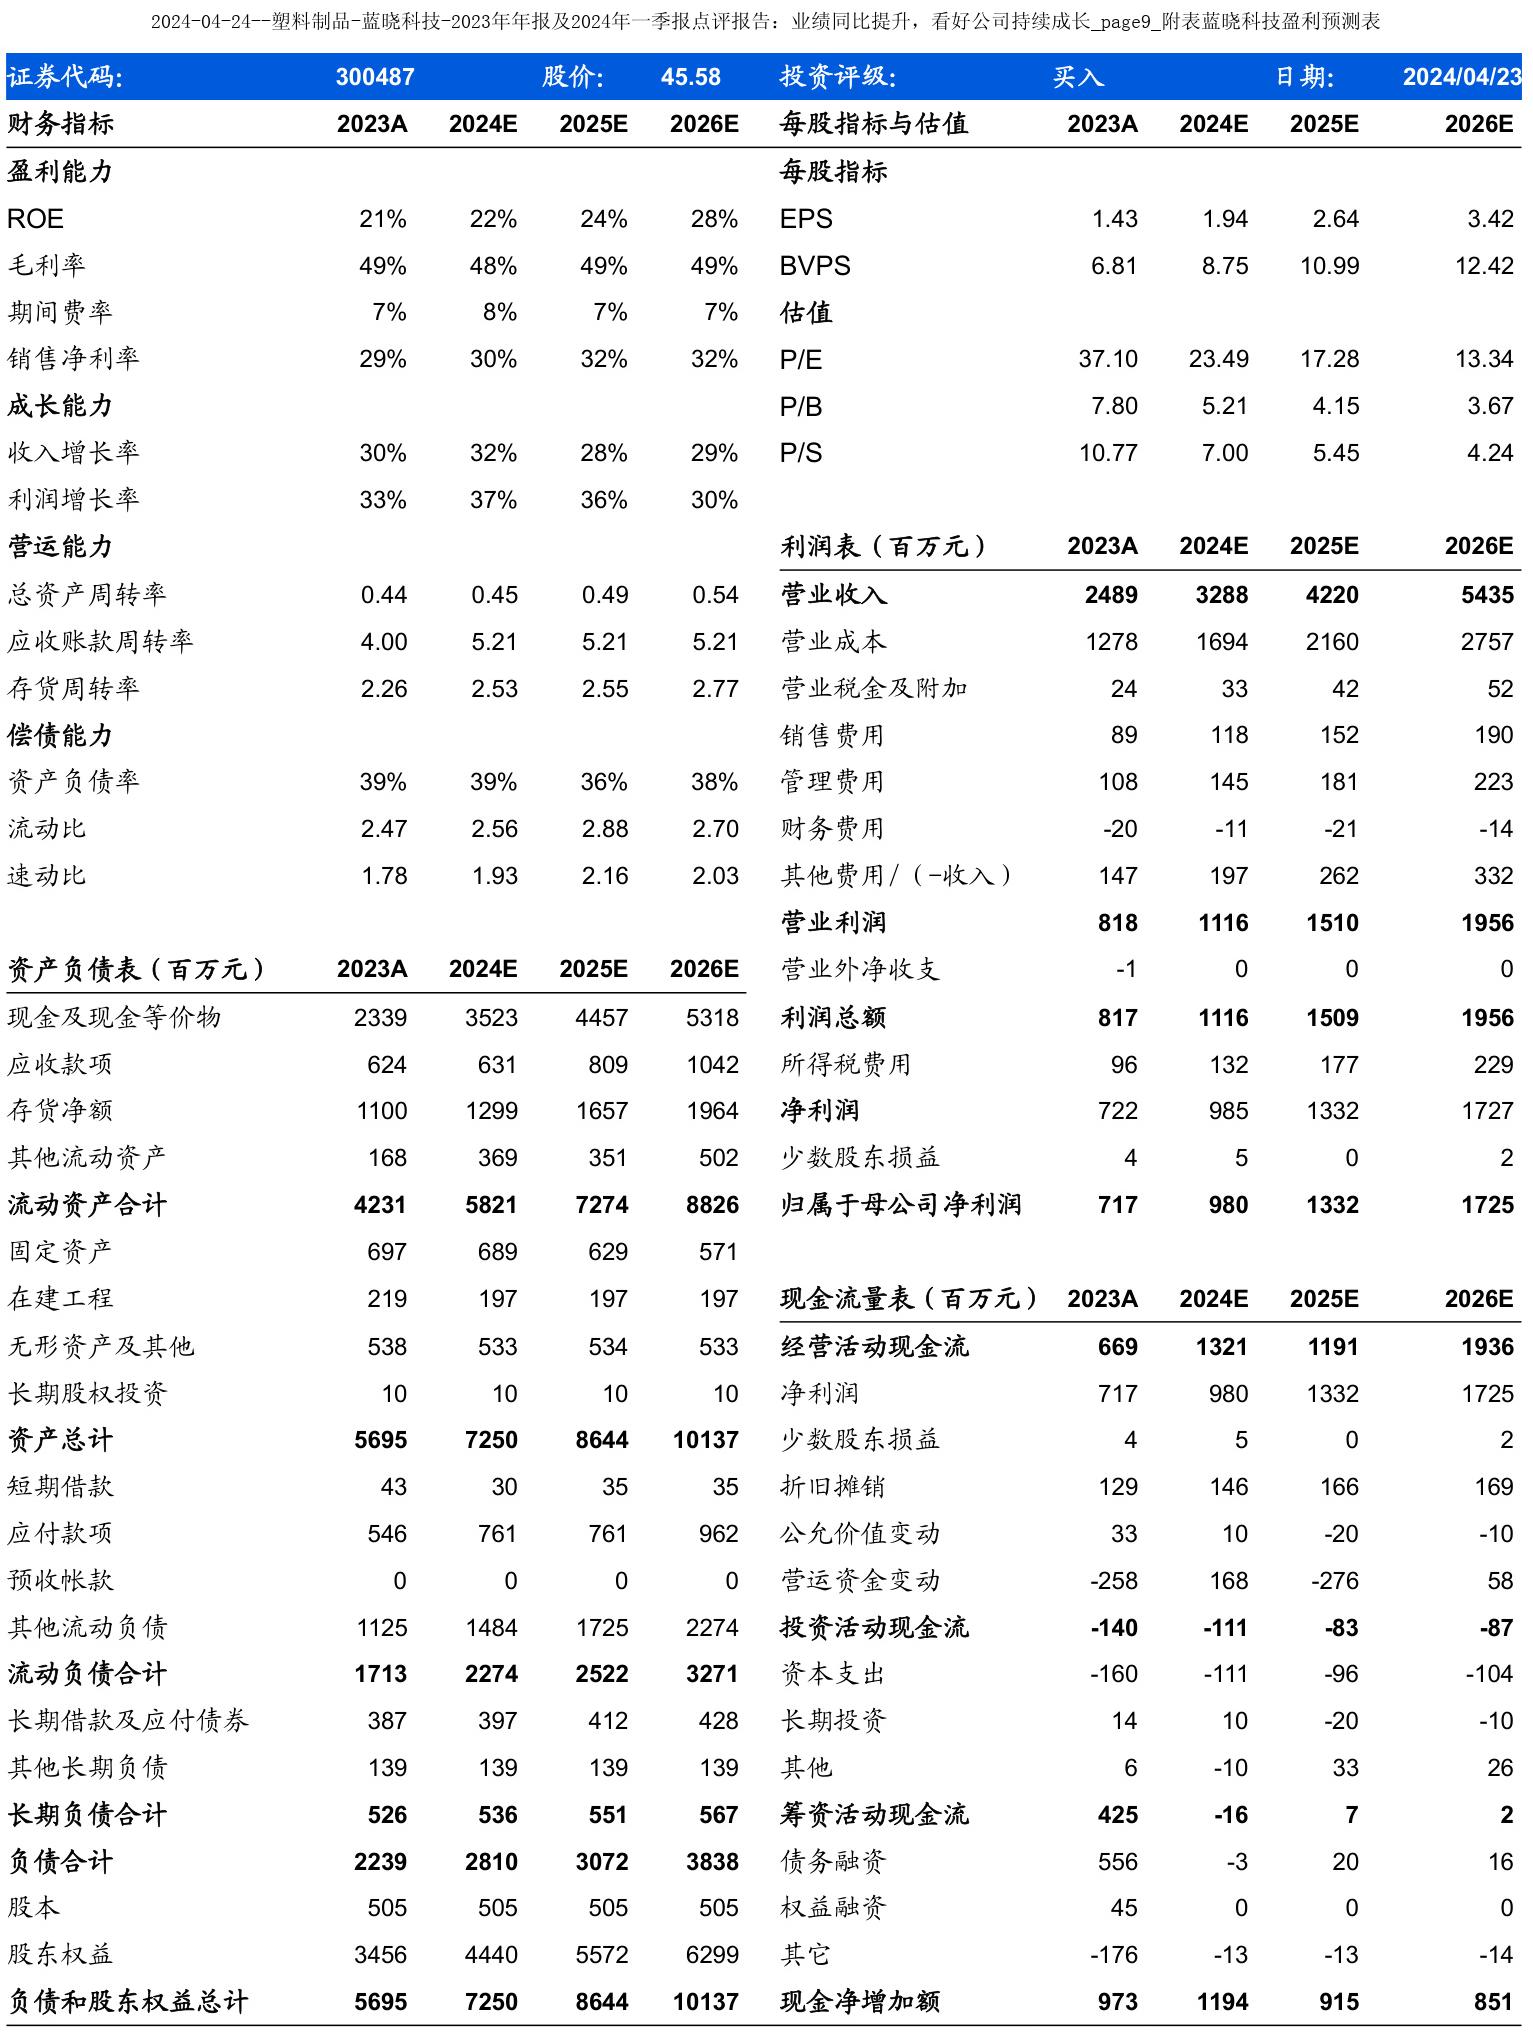 2024-04-24--塑料制品-蓝晓科技-2023年年报及2024年一季报点评报告：业绩同比提升，看好公司持续成长_page9_附表蓝晓科技盈利预测表
证券代码： 300487 股价： 45.58 投资评级： 买入 日期： 2024/04/23
财务指标 2023A 2024E 2025E 2026E 每股指标与估值 2023A 2024E 2025E 2026E
盈利能力 每股指标
ROE 21% 22% 24% 28% EPS 1.43 1.94 2.64 3.42
毛利率 49% 48% 49% 49% BVPS 6.81 8.75 10.99 12.42
期间费率 7% 8% 7% 7% 估值
销售净利率 29% 30% 32% 32% P/E 37.10 23.49 17.28 13.34
成长能力 P/B 7.80 5.21 4.15 3.67
收入增长率 30% 32% 28% 29% P/S 10.77 7.00 5.45 4.24
利润增长率 33% 37% 36% 30%
营运能力 利润表（百万元） 2023A 2024E 2025E 2026E
总资产周转率 0.44 0.45 0.49 0.54 营业收入 2489 3288 4220 5435
应收账款周转率 4.00 5.21 5.21 5.21 营业成本 1278 1694 2160 2757
存货周转率 2.26 2.53 2.55 2.77 营业税金及附加 24 33 42 52
偿债能力 销售费用 89 118 152 190
资产负债率 39% 39% 36% 38% 管理费用 108 145 181 223
流动比 2.47 2.56 2.88 2.70 财务费用 -20 -11 -21 -14
速动比 1.78 1.93 2.16 2.03 其他费用/（-收入） 147 197 262 332
营业利润 818 1116 1510 1956
资产负债表（百万元） 2023A 2024E 2025E 2026E 营业外净收支 -1 0 0 0
现金及现金等价物 2339 3523 4457 5318 利润总额 817 1116 1509 1956
应收款项 624 631 809 1042 所得税费用 96 132 177 229
存货净额 1100 1299 1657 1964 净利润 722 985 1332 1727
其他流动资产 168 369 351 502 少数股东损益 4 5 0 2
流动资产合计 4231 5821 7274 8826 归属于母公司净利润 717 980 1332 1725
固定资产 697 689 629 571
在建工程 219 197 197 197 现金流量表（百万元） 2023A 2024E 2025E 2026E
无形资产及其他 538 533 534 533 经营活动现金流 669 1321 1191 1936
长期股权投资 10 10 10 10 净利润 717 980 1332 1725
资产总计 5695 7250 8644 10137 少数股东损益 4 5 0 2
短期借款 43 30 35 35 折旧摊销 129 146 166 169
应付款项 546 761 761 962 公允价值变动 33 10 -20 -10
预收帐款 0 0 0 0 营运资金变动 -258 168 -276 58
其他流动负债 1125 1484 1725 2274 投资活动现金流 -140 -111 -83 -87
流动负债合计 1713 2274 2522 3271 资本支出 -160 -111 -96 -104
长期借款及应付债券 387 397 412 428 长期投资 14 10 -20 -10
其他长期负债 139 139 139 139 其他 6 -10 33 26
长期负债合计 526 536 551 567 筹资活动现金流 425 -16 7 2
负债合计 2239 2810 3072 3838 债务融资 556 -3 20 16
股本 505 505 505 505 权益融资 45 0 0 0
股东权益 3456 4440 5572 6299 其它 -176 -13 -13 -14
负债和股东权益总计 5695 7250 8644 10137 现金净增加额 973 1194 915 851